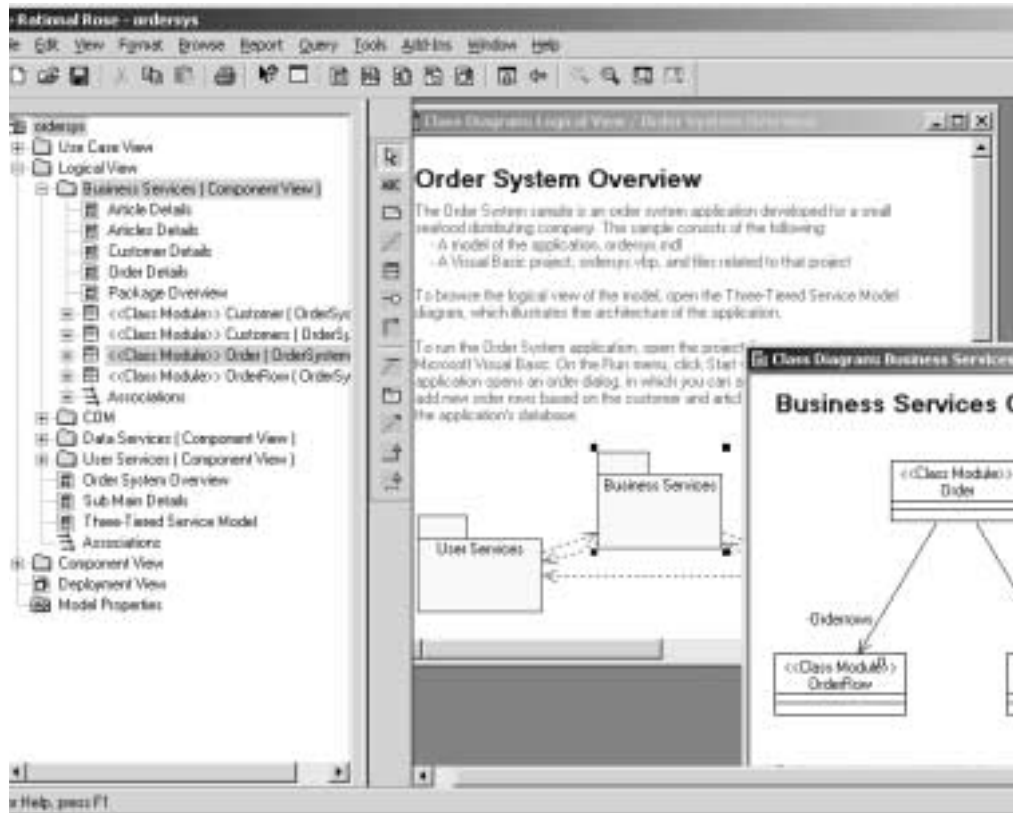 Rational Rose - ordersys
Edit View Format Browse Report Query Tools Add-Ins Window Help
ordersys
Use Case View
Logical View
Business Services ( Component View )
Article Details
Articles Details
Customer Details
Order Details
Package Overview
<<Class Module>> Customer ( OrderSys
<<Class Module>> Customers ( OrderSy
<<Class Module>> Order ( OrderSystem
<<Class Module>> OrderRow ( OrderSy
Associations
COM
Data Services ( Component View )
User Services ( Component View )
Order System Overview
Sub Main Details
Three-Tiered Service Model
Associations
Component View
Deployment View
Model Properties
ABC
Class Diagram: Logical View / Order System Overview
Order System Overview
The Order System sample is an order system application developed for a small
seafood distributing company. This sample consists of the following:
- A model of the application, ordersys.mdl
- A Visual Basic project, ordersys.vbp, and files related to that project
To browse the logical view of the model, open the Three-Tiered Service Model
diagram, which illustrates the architecture of the application.
To run the Order System application, open the project
Microsoft Visual Basic. On the Run menu, click, Start
application opens an order dialog, in which you can
add new order rows based on the customer and artic
the application's database.
Business Services
User Services
Class Diagram: Business Services
Business Services
<<Class Module>>
Order
-Orderrows
<<Class Module>>
OrderRow
Help, press F1